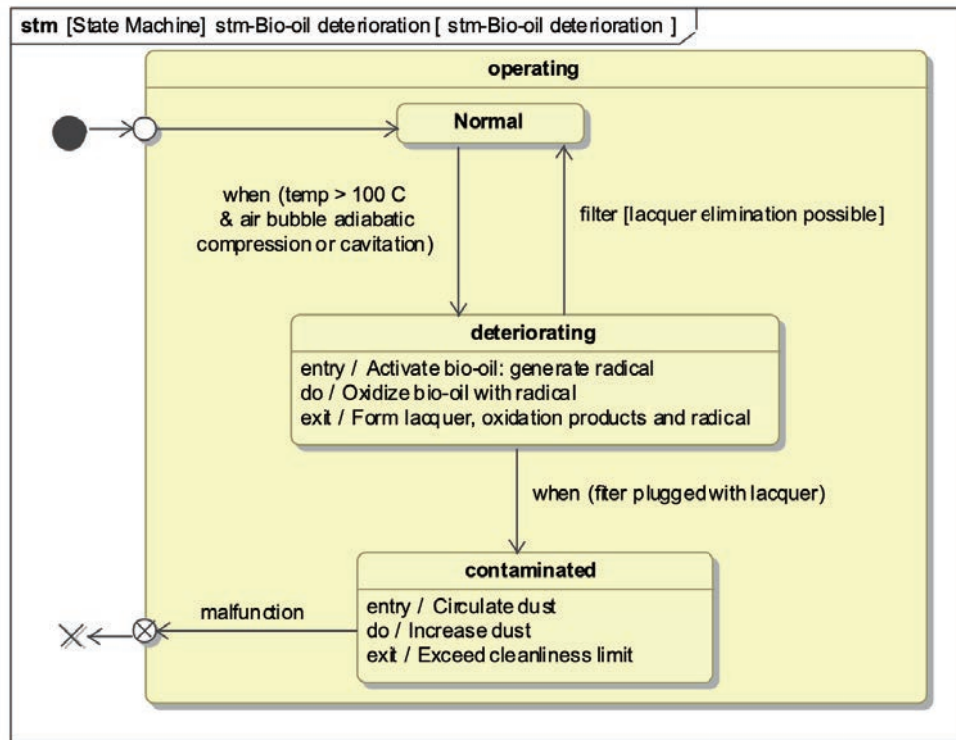 stm [State Machine] stm-Bio-oil deterioration [ stm-Bio-oil deterioration ]
operating
Normal
when (temp > 100 C
& air bubble adiabatic
compression or cavitation)
filter [lacquer elimination possible]
deteriorating
entry / Activate bio-oil: generate radical
do / Oxidize bio-oil with radical
exit / Form lacquer, oxidation products and radical
when (fiter plugged with lacquer)
contaminated
entry / Circulate dust
do / Increase dust
exit / Exceed cleanliness limit
malfunction